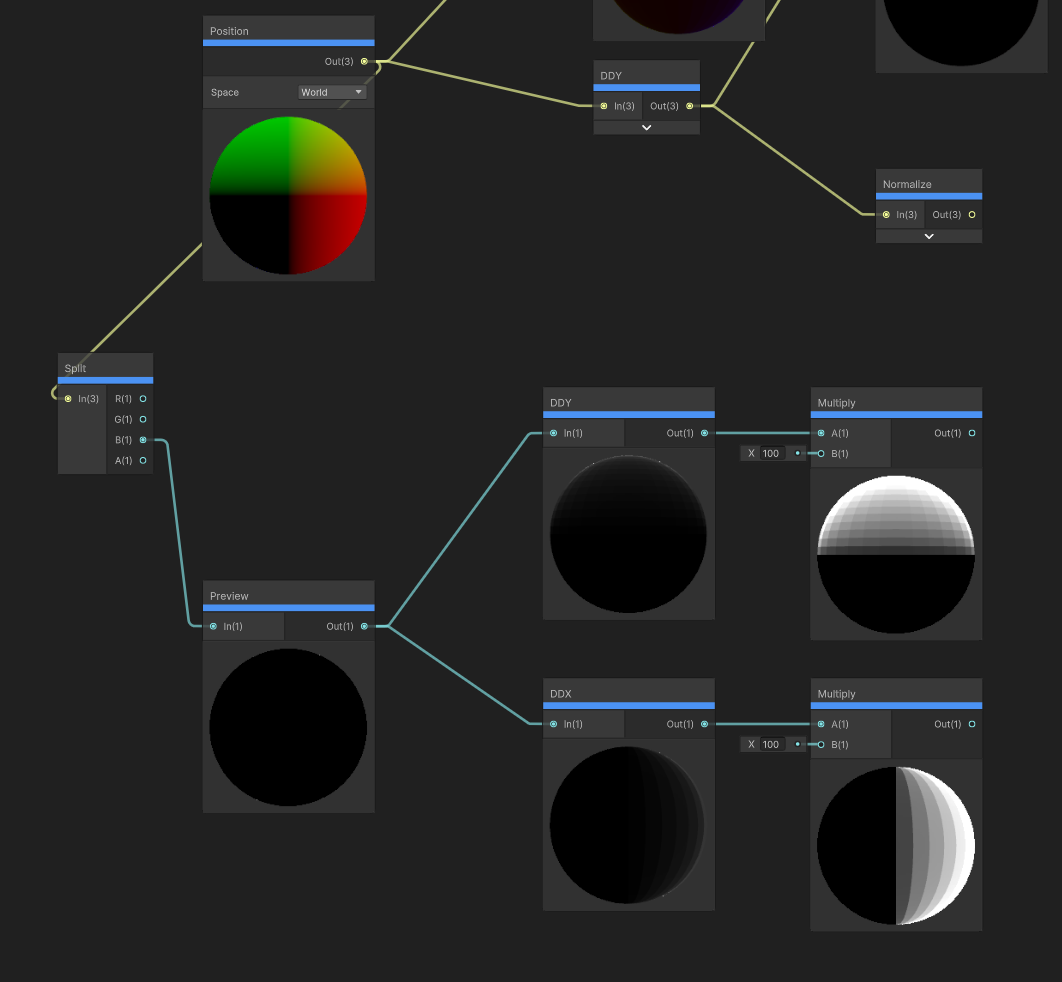 Position
Out(3)
Space
World
DDY
In(3)
Out(3)
Normalize
In(3)
Out(3)
Split
In(3)
R(1)
G(1)
B(1)
A(1)
DDY
In(1)
Out(1)
Multiply
A(1)
Out(1)
X 100
B(1)
Preview
In(1)
Out(1)
DDX
In(1)
Out(1)
Multiply
A(1)
Out(1)
X 100
B(1)